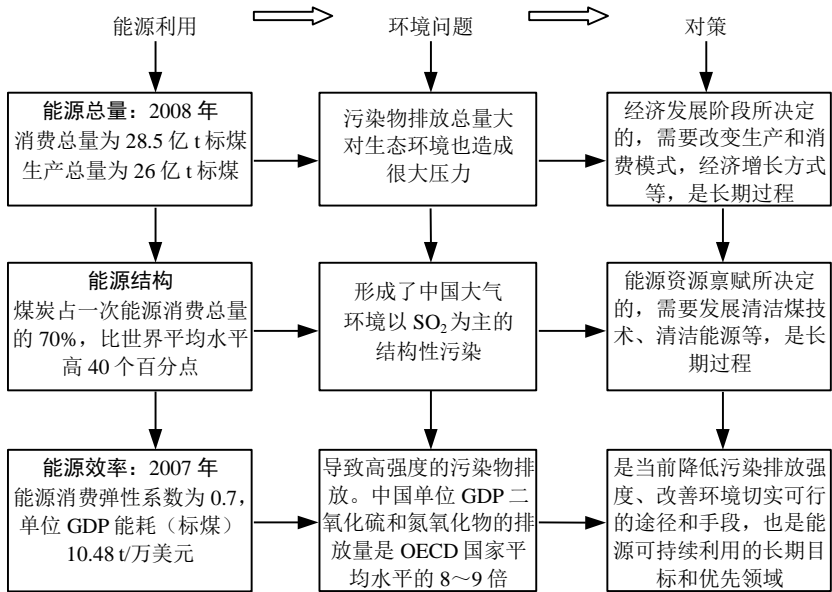 能源利用
环境问题
对策
能源总量：2008 年
消费总量为 28.5 亿 t 标煤
生产总量为 26 亿 t 标煤
污染物排放总量大
对生态环境也造成
很大压力
经济发展阶段所决定
的，需要改变生产和消
费模式，经济增长方式
等，是长期过程
能源结构
煤炭占一次能源消费总量
的 70%，比世界平均水平
高 40 个百分点
形成了中国大气
环境以 SO₂ 为主的
结构性污染
能源资源禀赋所决定
的，需要发展清洁煤技
术、清洁能源等，是长
期过程
能源效率：2007 年
能源消费弹性系数为 0.7，
单位 GDP 能耗（标煤）
10.48 t/万美元
导致高强度的污染物排
放。中国单位 GDP 二
氧化硫和氮氧化物的排
放量是 OECD 国家平
均水平的 8～9 倍
是当前降低污染排放强
度、改善环境切实可行
的途径和手段，也是能
源可持续利用的长期目
标和优先领域